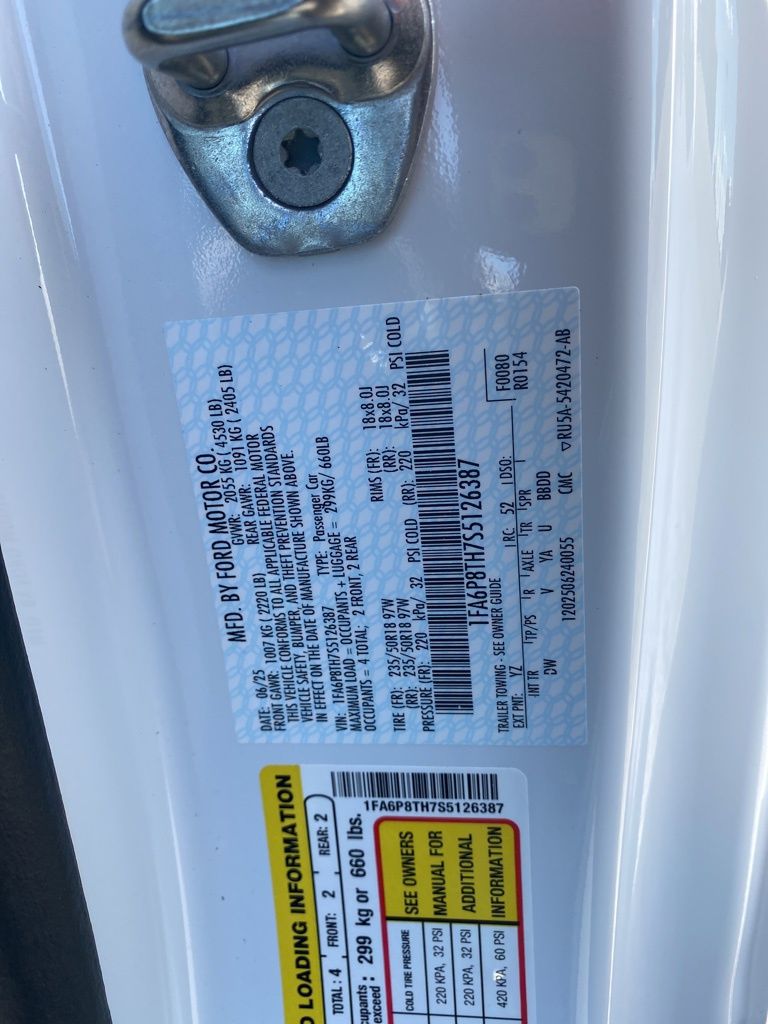 MFD. BY FORD MOTOR CO.
DATE: 06/25 GVWR: 2055 KG ( 4530 LB)
FRONT GAWR: 1007 KG ( 2220 LB) REAR GAWR: 1091 KG ( 2405 LB)
THIS VEHICLE CONFORMS TO ALL APPLICABLE FEDERAL MOTOR
VEHICLE SAFETY, BUMPER, AND THEFT PREVENTION STANDARDS
IN EFFECT ON THE DATE OF MANUFACTURE SHOWN ABOVE.
VIN: 1FA6P8TH7S5126387 TYPE: Passenger Car
MAXIMUM LOAD = OCCUPANTS + LUGGAGE = 299KG/ 660LB
OCCUPANTS = 4 TOTAL, 2 FRONT, 2 REAR
TIRE (FR): 235/50R18 97W RIMS (FR): 18x8.0J
(RR): 235/50R18 97W (RR): 18x8.0J
PRESSURE (FR): 220 kPa/ 32 PSI COLD (RR): 220 kPa/ 32 PSI COLD
1FA6P8TH7S5126387
TRAILER TOWING - SEE OWNER GUIDE F0080
EXT PNT: YZ RC: 52 DSO: R0154
INT TR TP/PS R AXLE TR SPR
DW V YA U BBDD
1202506240055 CMC ▽RU5A-5420472-AB
1FA6P8TH7S5126387
LOADING INFORMATION
TOTAL: 4 FRONT: 2 REAR: 2
299 kg or 660 lbs.
COLD TIRE PRESSURE SEE OWNERS
220 KPA, 32 PSI MANUAL FOR
220 KPA, 32 PSI ADDITIONAL
420 KPA, 60 PSI INFORMATION